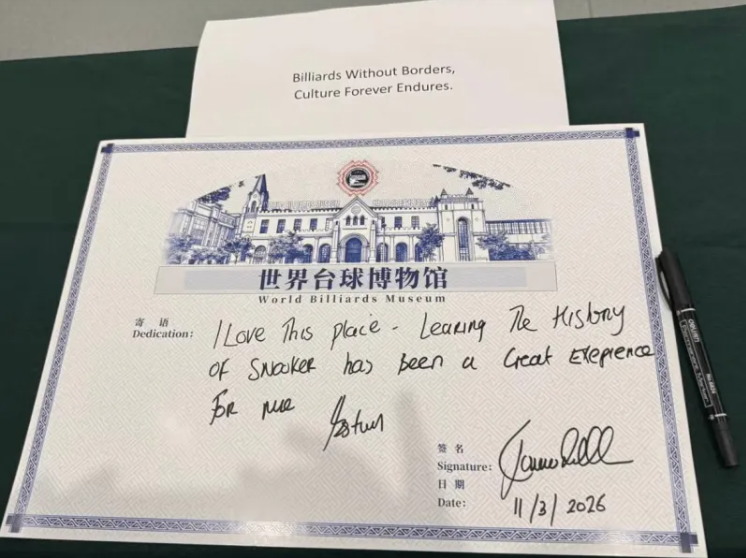 Billiards Without Borders,
Culture Forever Endures.
世界台球博物馆
World Billiards Museum
寄 语
Dedication:
I Love This place - Learing The History
of Snooker has Been a Great Exeprience
For me
签 名
Signature:
日 期
Date:
11/3/2026